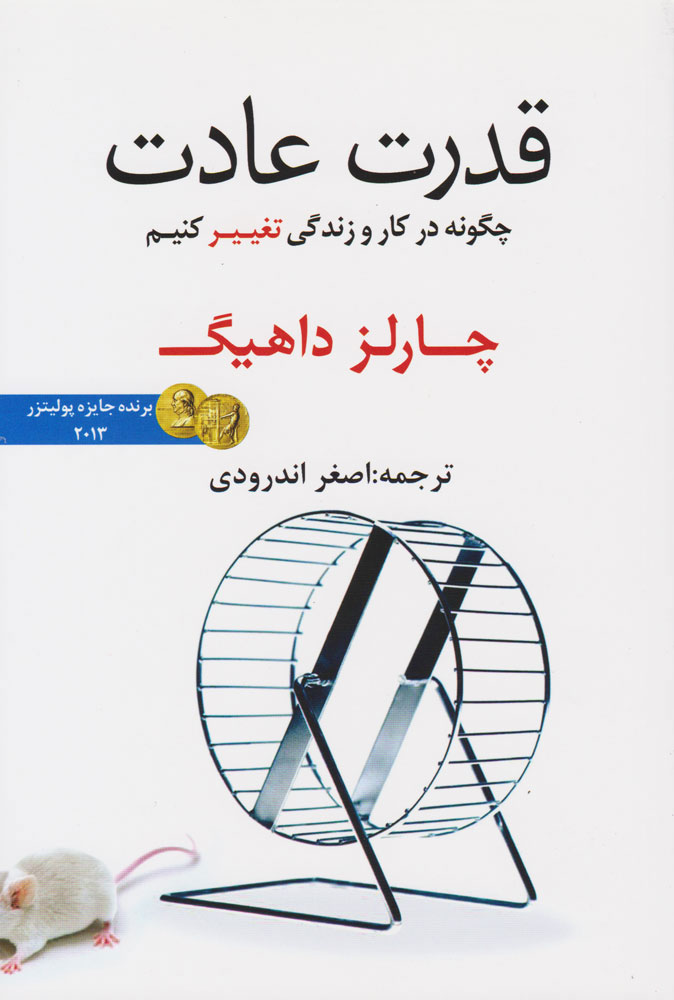 قدرت عادت
چگونه در کار و زندگی تغییر کنیم
چارلز داهیگ
برنده جایزه پولیتزر
۲۰۱۳
ترجمه:اصغر اندرودی